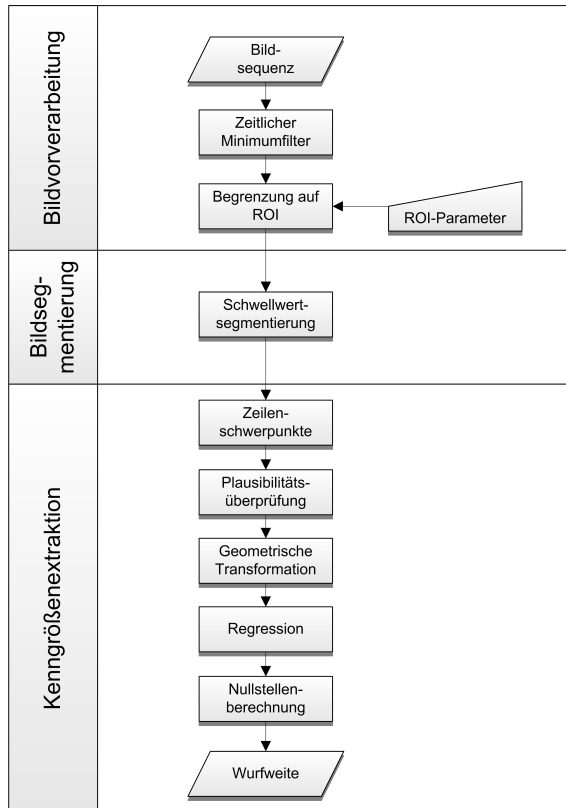 Bildvorverarbeitung
Bild-
sequenz
Zeitlicher
Minimumfilter
Begrenzung auf
ROI
ROI-Parameter
Bildseg-
mentierung
Schwellwert-
segmentierung
Kenngrößenextraktion
Zeilen-
schwerpunkte
Plausibilitäts-
überprüfung
Geometrische
Transformation
Regression
Nullstellen-
berechnung
Wurfweite